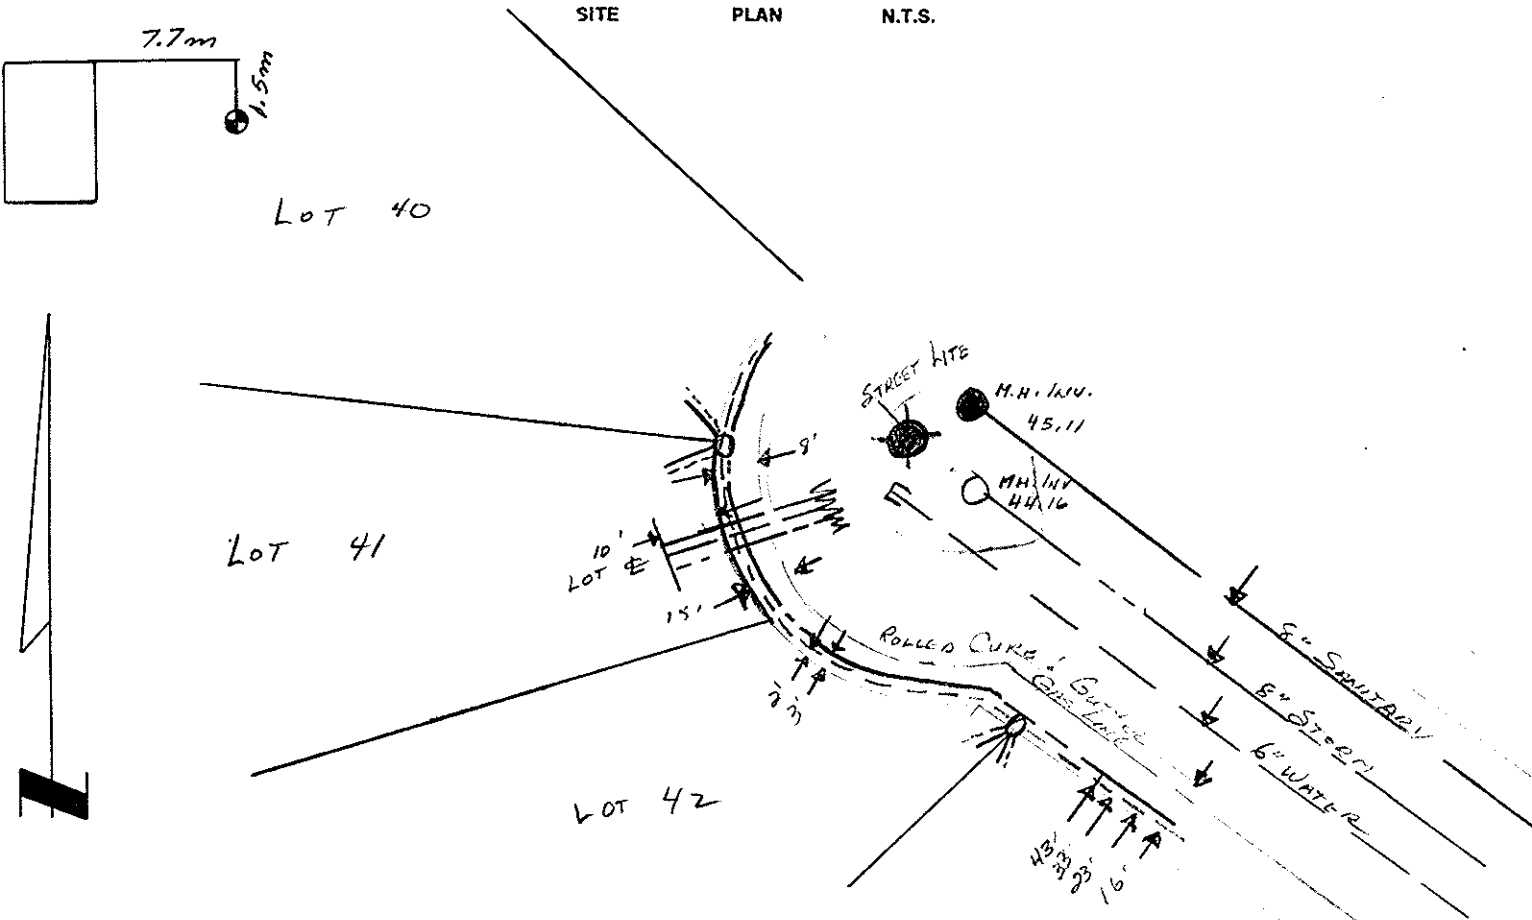 SITE PLAN N.T.S.
7.7m
1.5m
LOT 40
STREET LITE
M.H. INV.
45.11
8'
MH. INV
44.16
LOT 41
10'
LOT ℄
15'
ROLLED CURB & GUTTER
GAS LINE
8" SANITARY
8" STORM
6" WATER
2' 3'
LOT 42
43' 33' 23' 16'